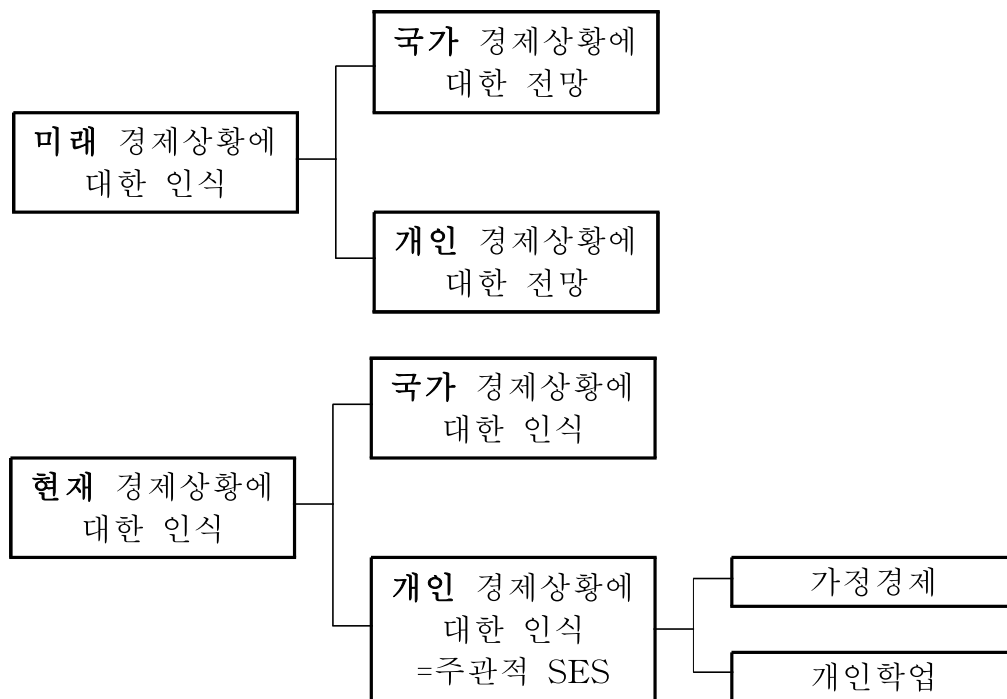 국가 경제상황에
대한 전망
미래 경제상황에
대한 인식
개인 경제상황에
대한 전망
국가 경제상황에
대한 인식
현재 경제상황에
대한 인식
개인 경제상황에
대한 인식
=주관적 SES
가정경제
개인학업